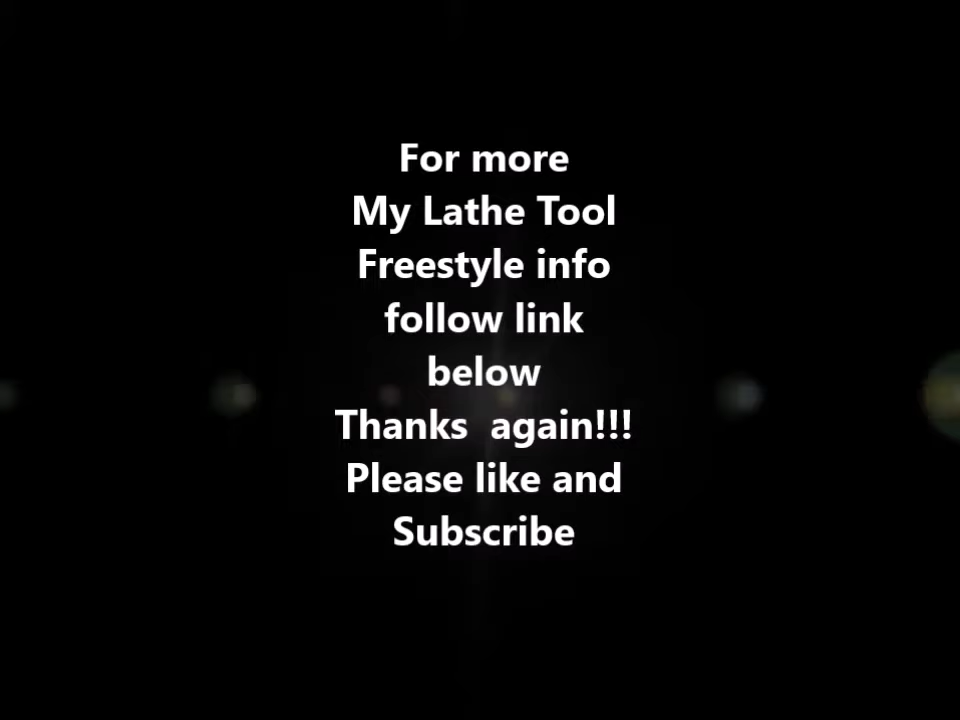 For more
My Lathe Tool
Freestyle info
follow link
below
Thanks  again!!!
Please like and
Subscribe